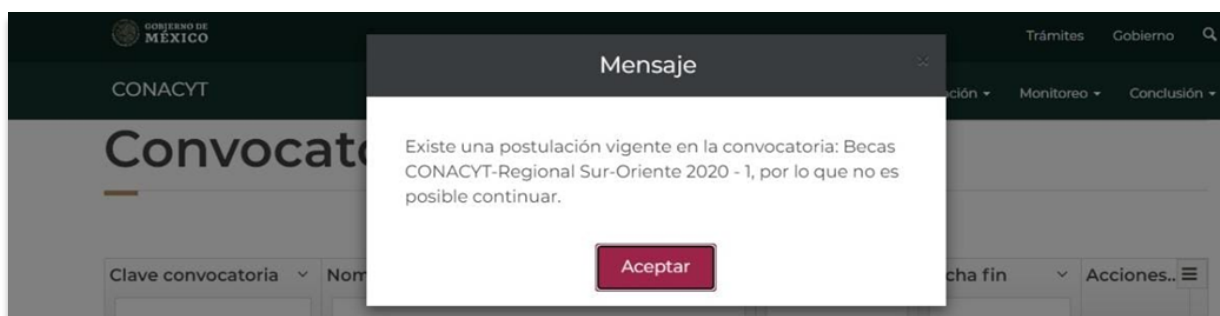 GOBIERNO DE
MÉXICO
Trámites Gobierno
Mensaje
CONACYT
Monitoreo Conclusión
Convocat
Existe una postulación vigente en la convocatoria: Becas
CONACYT-Regional Sur-Oriente 2020 - 1, por lo que no es
posible continuar.
Aceptar
Clave convocatoria Nom cha fin Acciones..